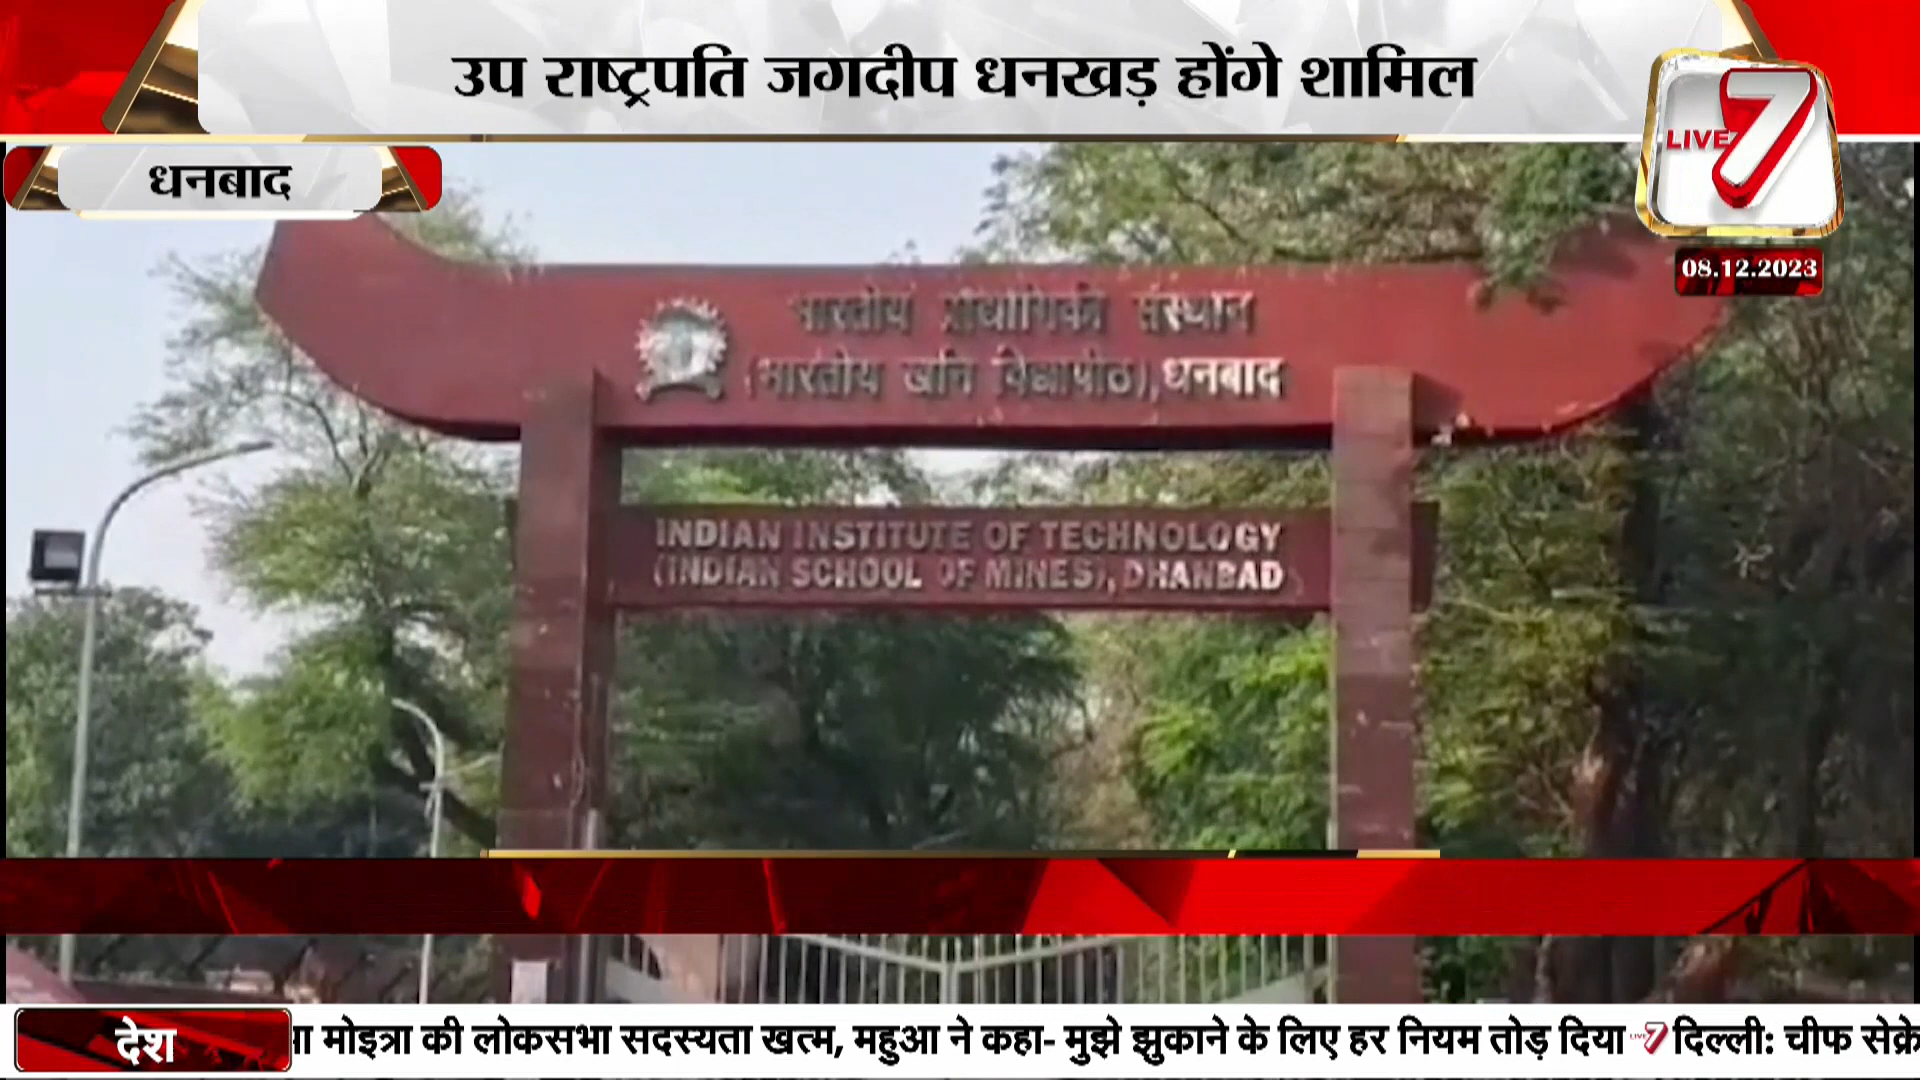 उप राष्ट्रपति जगदीप धनखड़ होंगे शामिल
धनबाद
LIVE 7
08.12.2023
भारतीय प्रौद्योगिकी संस्थान
(भारतीय खनि विद्यापीठ), धनबाद
INDIAN INSTITUTE OF TECHNOLOGY
(INDIAN SCHOOL OF MINES), DHANBAD
देश
मोइत्रा की लोकसभा सदस्यता खत्म, महुआ ने कहा- मुझे झुकाने के लिए हर नियम तोड़ दिया 7 दिल्ली: चीफ